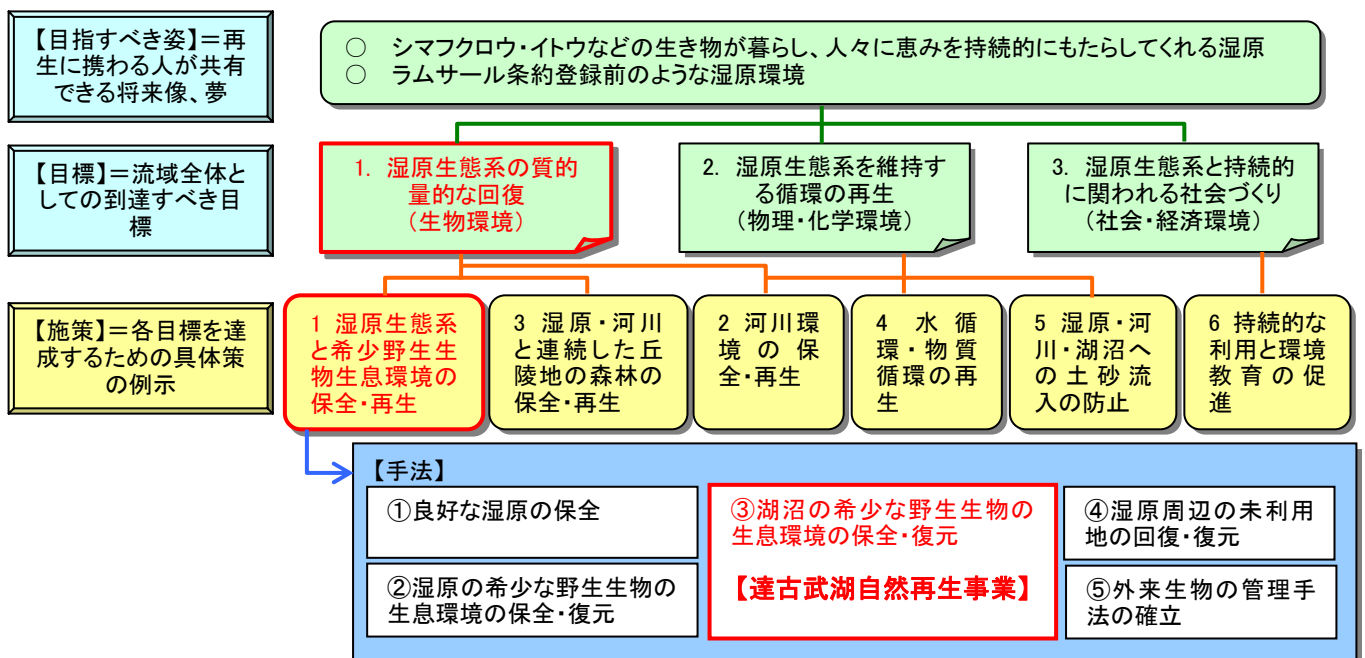 【目指すべき姿】＝再
生に携わる人が共有
できる将来像、夢
○ シマフクロウ・イトウなどの生き物が暮らし、人々に恵みを持続的にもたらしてくれる湿原
○ ラムサール条約登録前のような湿原環境
【目標】＝流域全体と
しての到達すべき目
標
1. 湿原生態系の質的
量的な回復
（生物環境）
2. 湿原生態系を維持す
る循環の再生
（物理・化学環境）
3. 湿原生態系と持続的
に関われる社会づくり
（社会・経済環境）
【施策】＝各目標を達
成するための具体策
の例示
1 湿原生態系
と希少野生生
物生息環境の
保全・再生
3 湿原・河川
と連続した丘
陵地の森林の
保全・再生
2 河川環
境の保
全・再生
4 水循
環・物質
循環の再
生
5 湿原・河
川・湖沼へ
の土砂流
入の防止
6 持続的な
利用と環境
教育の促
進
【手法】
①良好な湿原の保全
②湿原の希少な野生生物の
生息環境の保全・復元
③湖沼の希少な野生生物の
生息環境の保全・復元
【達古武湖自然再生事業】
④湿原周辺の未利用
地の回復・復元
⑤外来生物の管理手
法の確立